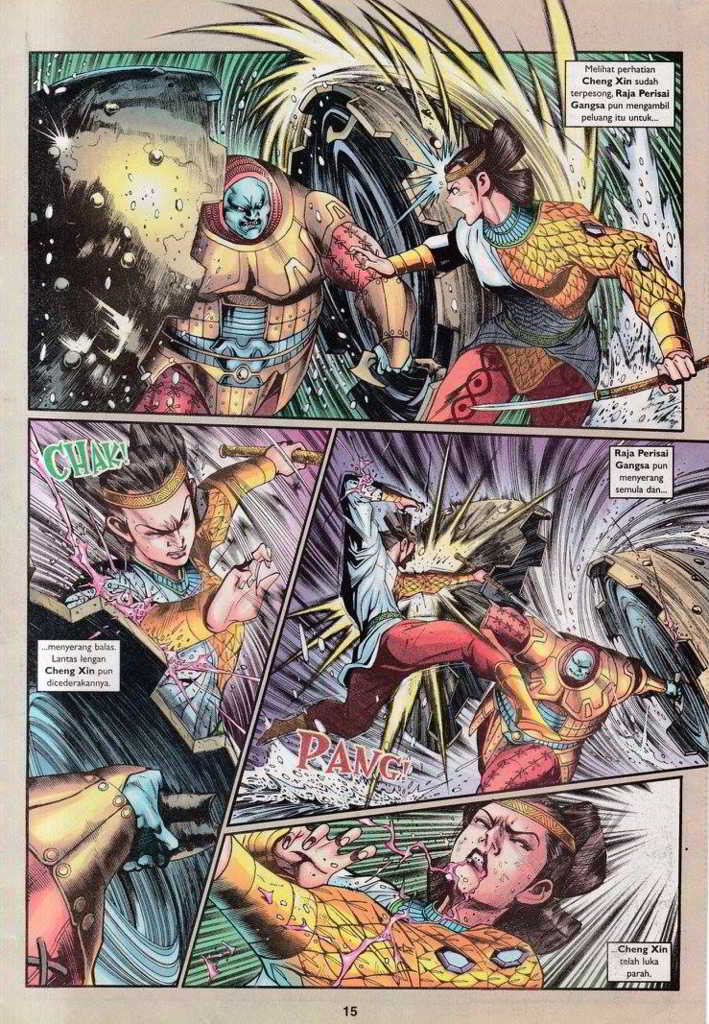 Melihat perhatian
Cheng Xin sudah
terpesong, Raja Perisai
Gangsa pun mengambil
peluang itu untuk...
CHAK!
...menyerang balas.
Lantas lengan
Cheng Xin pun
dicederakannya.
Raja Perisai
Gangsa pun
menyerang
semula dan...
PANG!
...Cheng Xin
telah luka
parah.
15